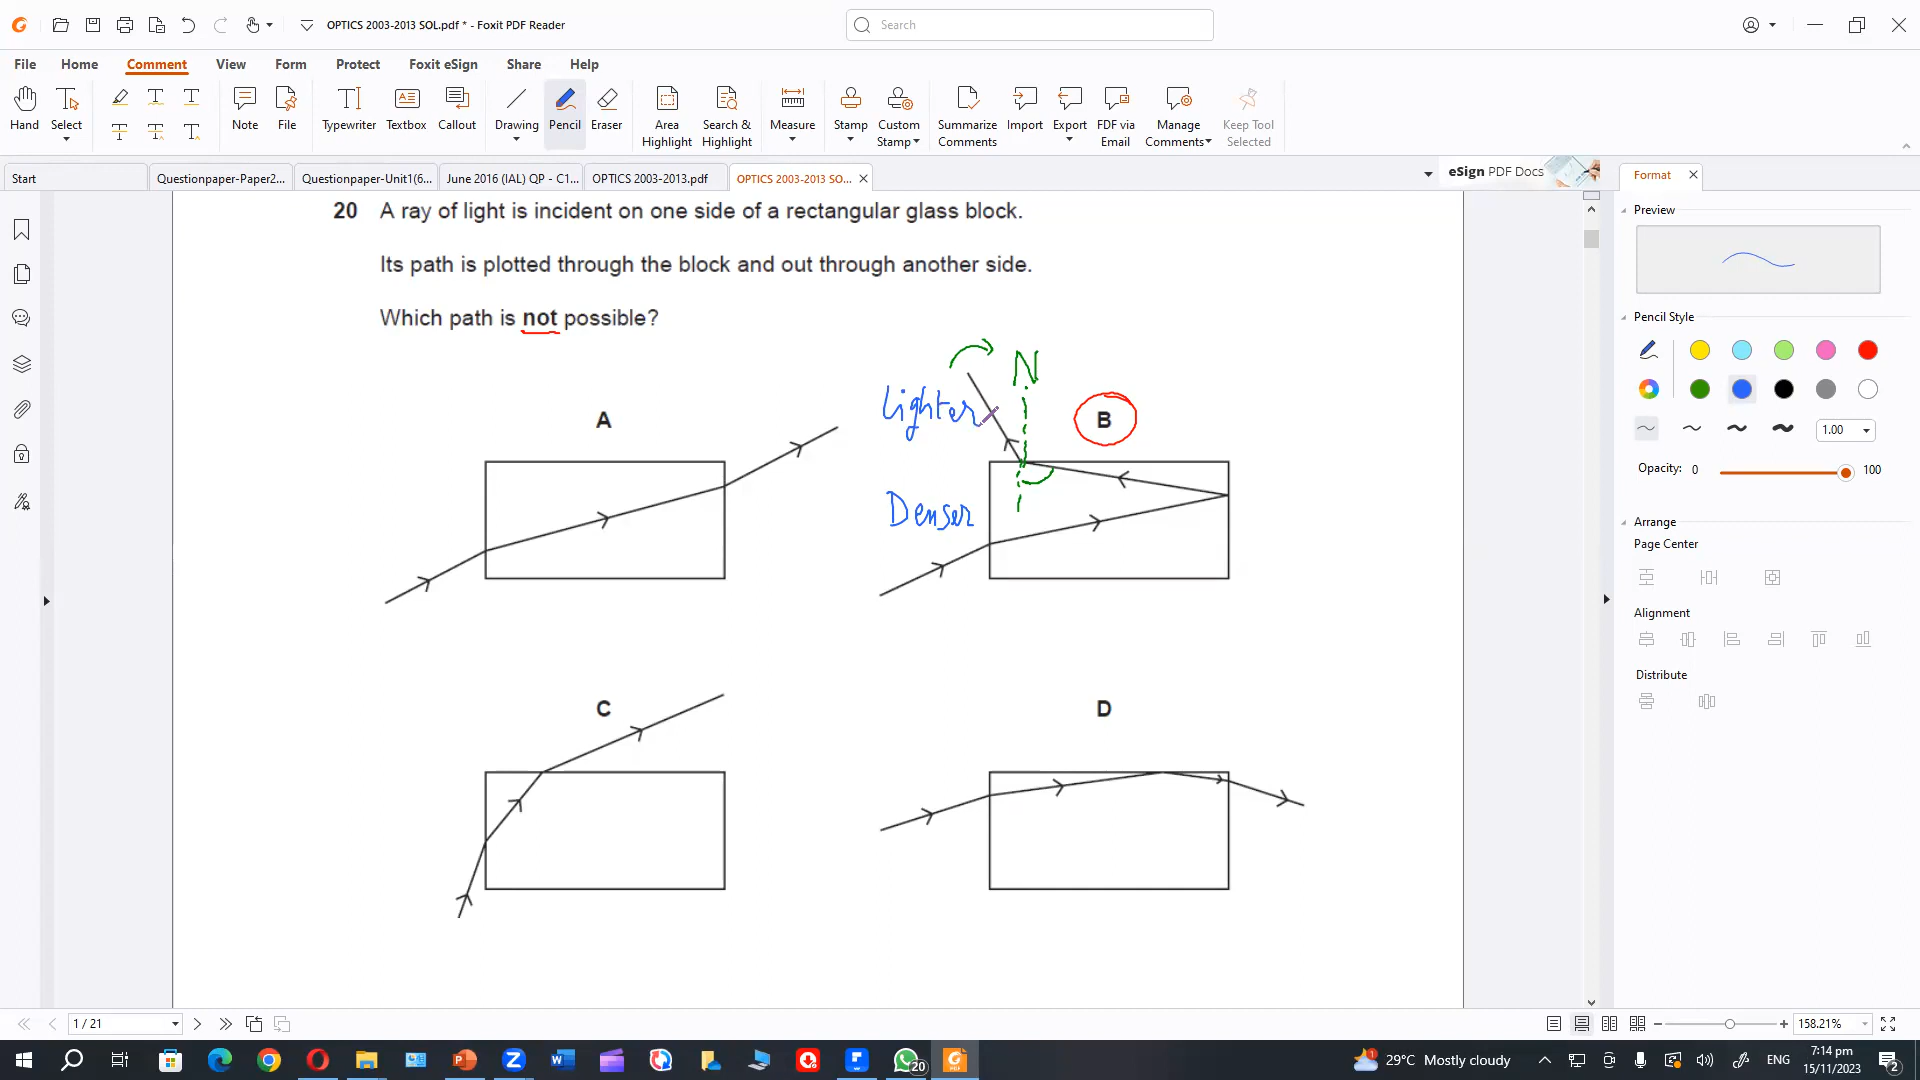 OPTICS 2003-2013 SOL.pdf * - Foxit PDF Reader
Search
File Home Comment View Form Protect Foxit eSign Share Help
Hand Select Note File Typewriter Textbox Callout Drawing Pencil Eraser Area Highlight Search & Highlight Measure Stamp Custom Stamp Summarize Comments Import Export FDF via Email Manage Comments Keep Tool Selected
Start Questionpaper-Paper2... Questionpaper-Unit1(6... June 2016 (IAL) QP - C1... OPTICS 2003-2013.pdf OPTICS 2003-2013 SO... eSign PDF Docs Format
20 A ray of light is incident on one side of a rectangular glass block.
Its path is plotted through the block and out through another side.
Which path is not possible?
N
Lighter
A
B
Denser
C
D
Preview
Pencil Style
1.00
Opacity: 0 100
Arrange
Page Center
Alignment
Distribute
1 / 21
158.21%
29°C Mostly cloudy
ENG
7:14 pm
15/11/2023
20
2